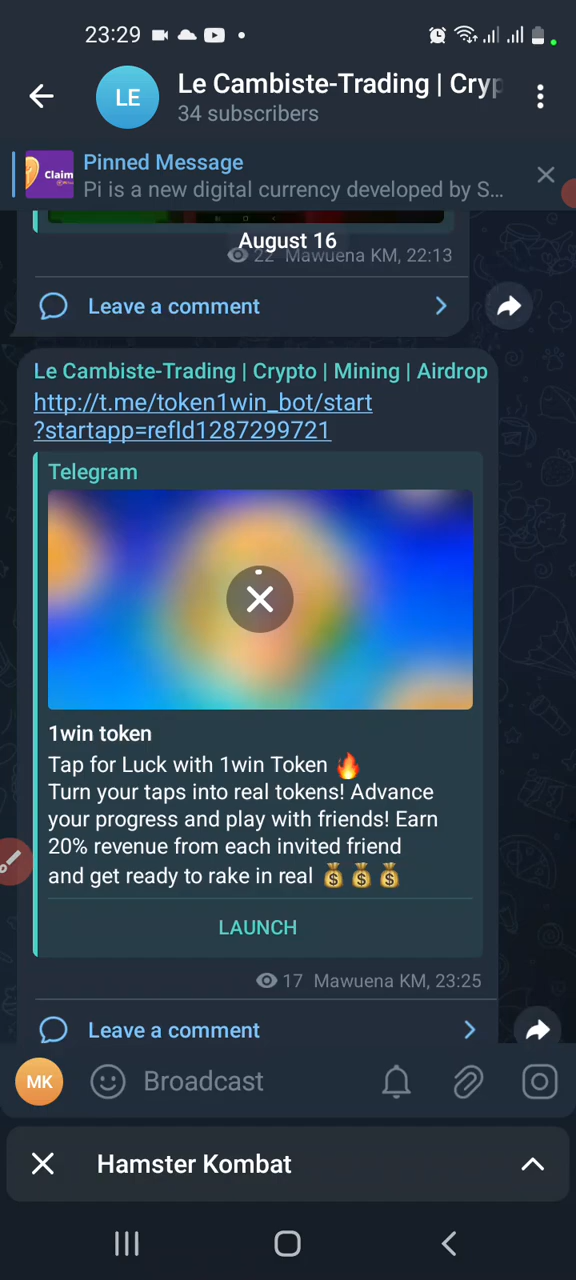 23:29
LE
Le Cambiste-Trading | Cryp
34 subscribers
Claim
Pinned Message
Pi is a new digital currency developed by S...
August 16
22 Mawuena KM, 22:13
Leave a comment
Le Cambiste-Trading | Crypto | Mining | Airdrop
http://t.me/token1win_bot/start
?startapp=refId1287299721
Telegram
1win token
Tap for Luck with 1win Token 🔥
Turn your taps into real tokens! Advance
your progress and play with friends! Earn
20% revenue from each invited friend
and get ready to rake in real 💰 💰 💰
LAUNCH
17 Mawuena KM, 23:25
Leave a comment
MK
Broadcast
Hamster Kombat